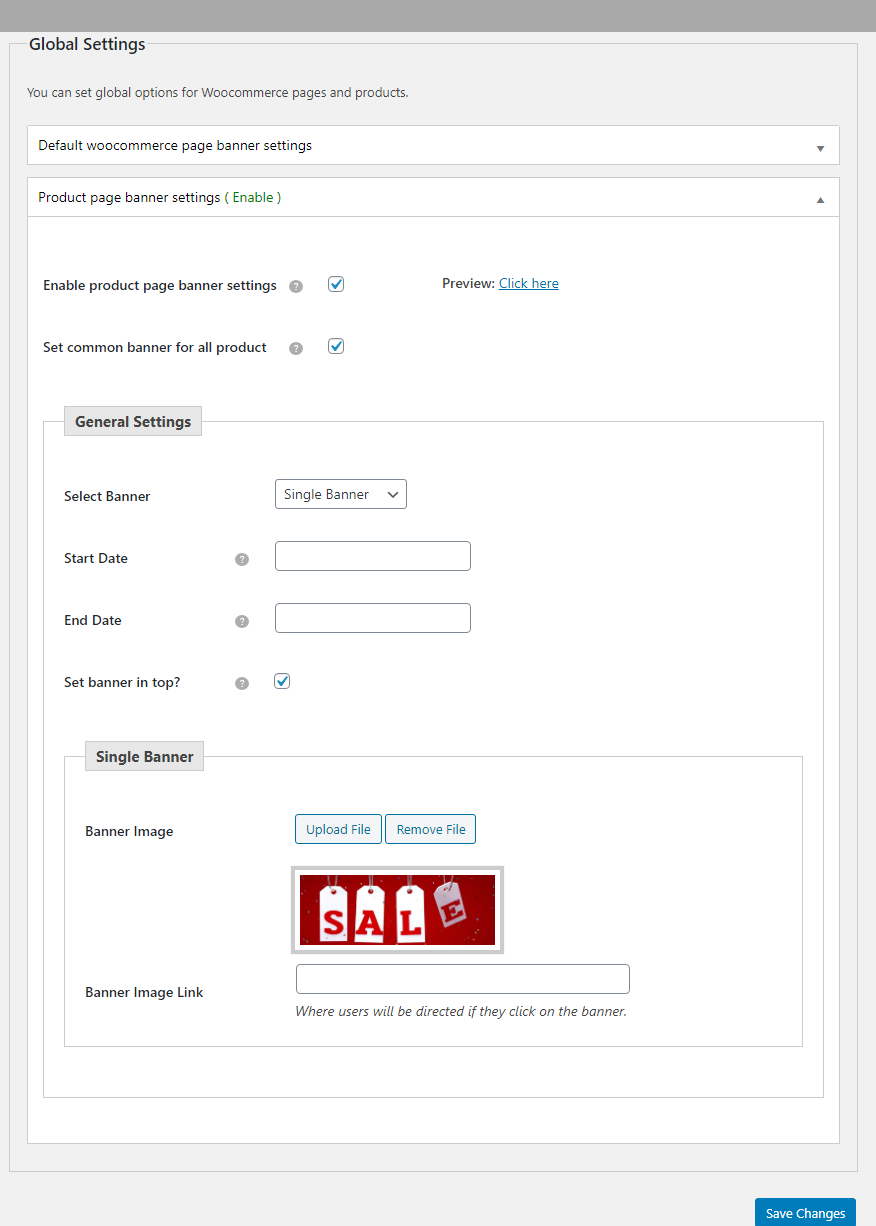 Global Settings
You can set global options for Woocommerce pages and products.
Default woocommerce page banner settings
Product page banner settings ( Enable )
Enable product page banner settings ? Preview: Click here
Set common banner for all product ?
General Settings
Select Banner Single Banner
Start Date ?
End Date ?
Set banner in top? ?
Single Banner
Banner Image Upload File Remove File
SALE
Banner Image Link
Where users will be directed if they click on the banner.
Save Changes